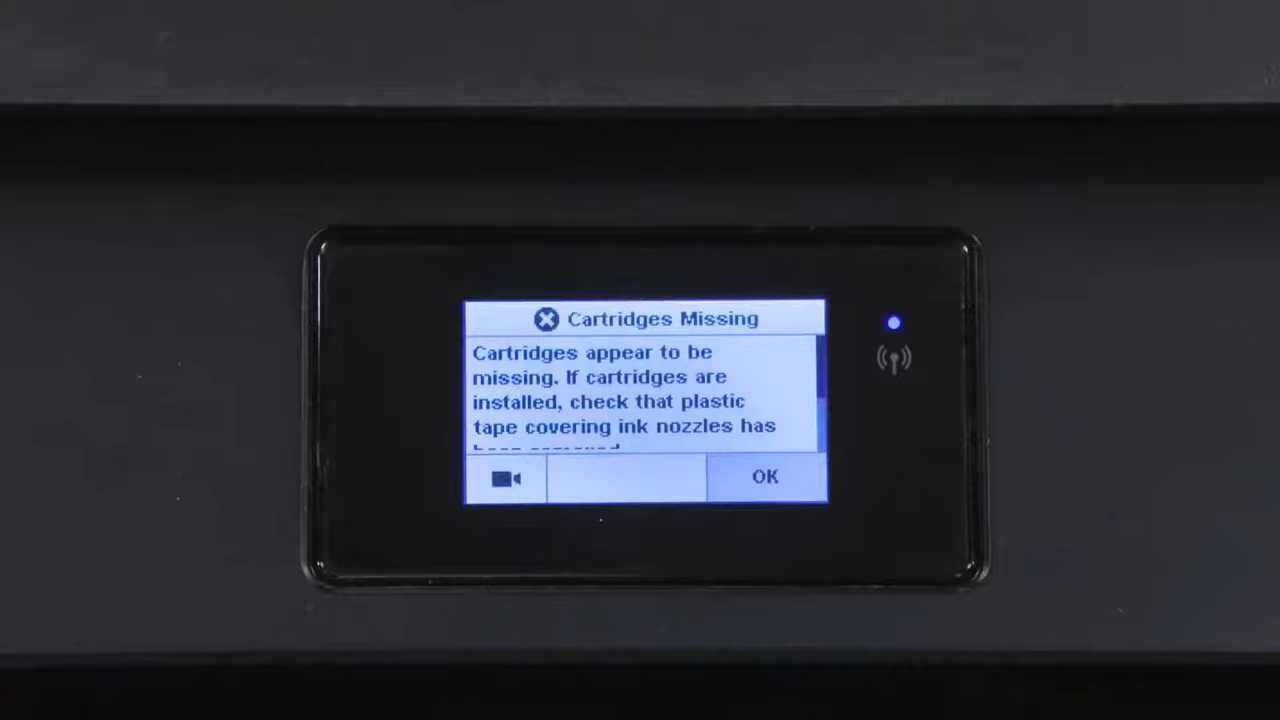 Cartridges Missing
Cartridges appear to be
missing. If cartridges are
installed, check that plastic
tape covering ink nozzles has
OK